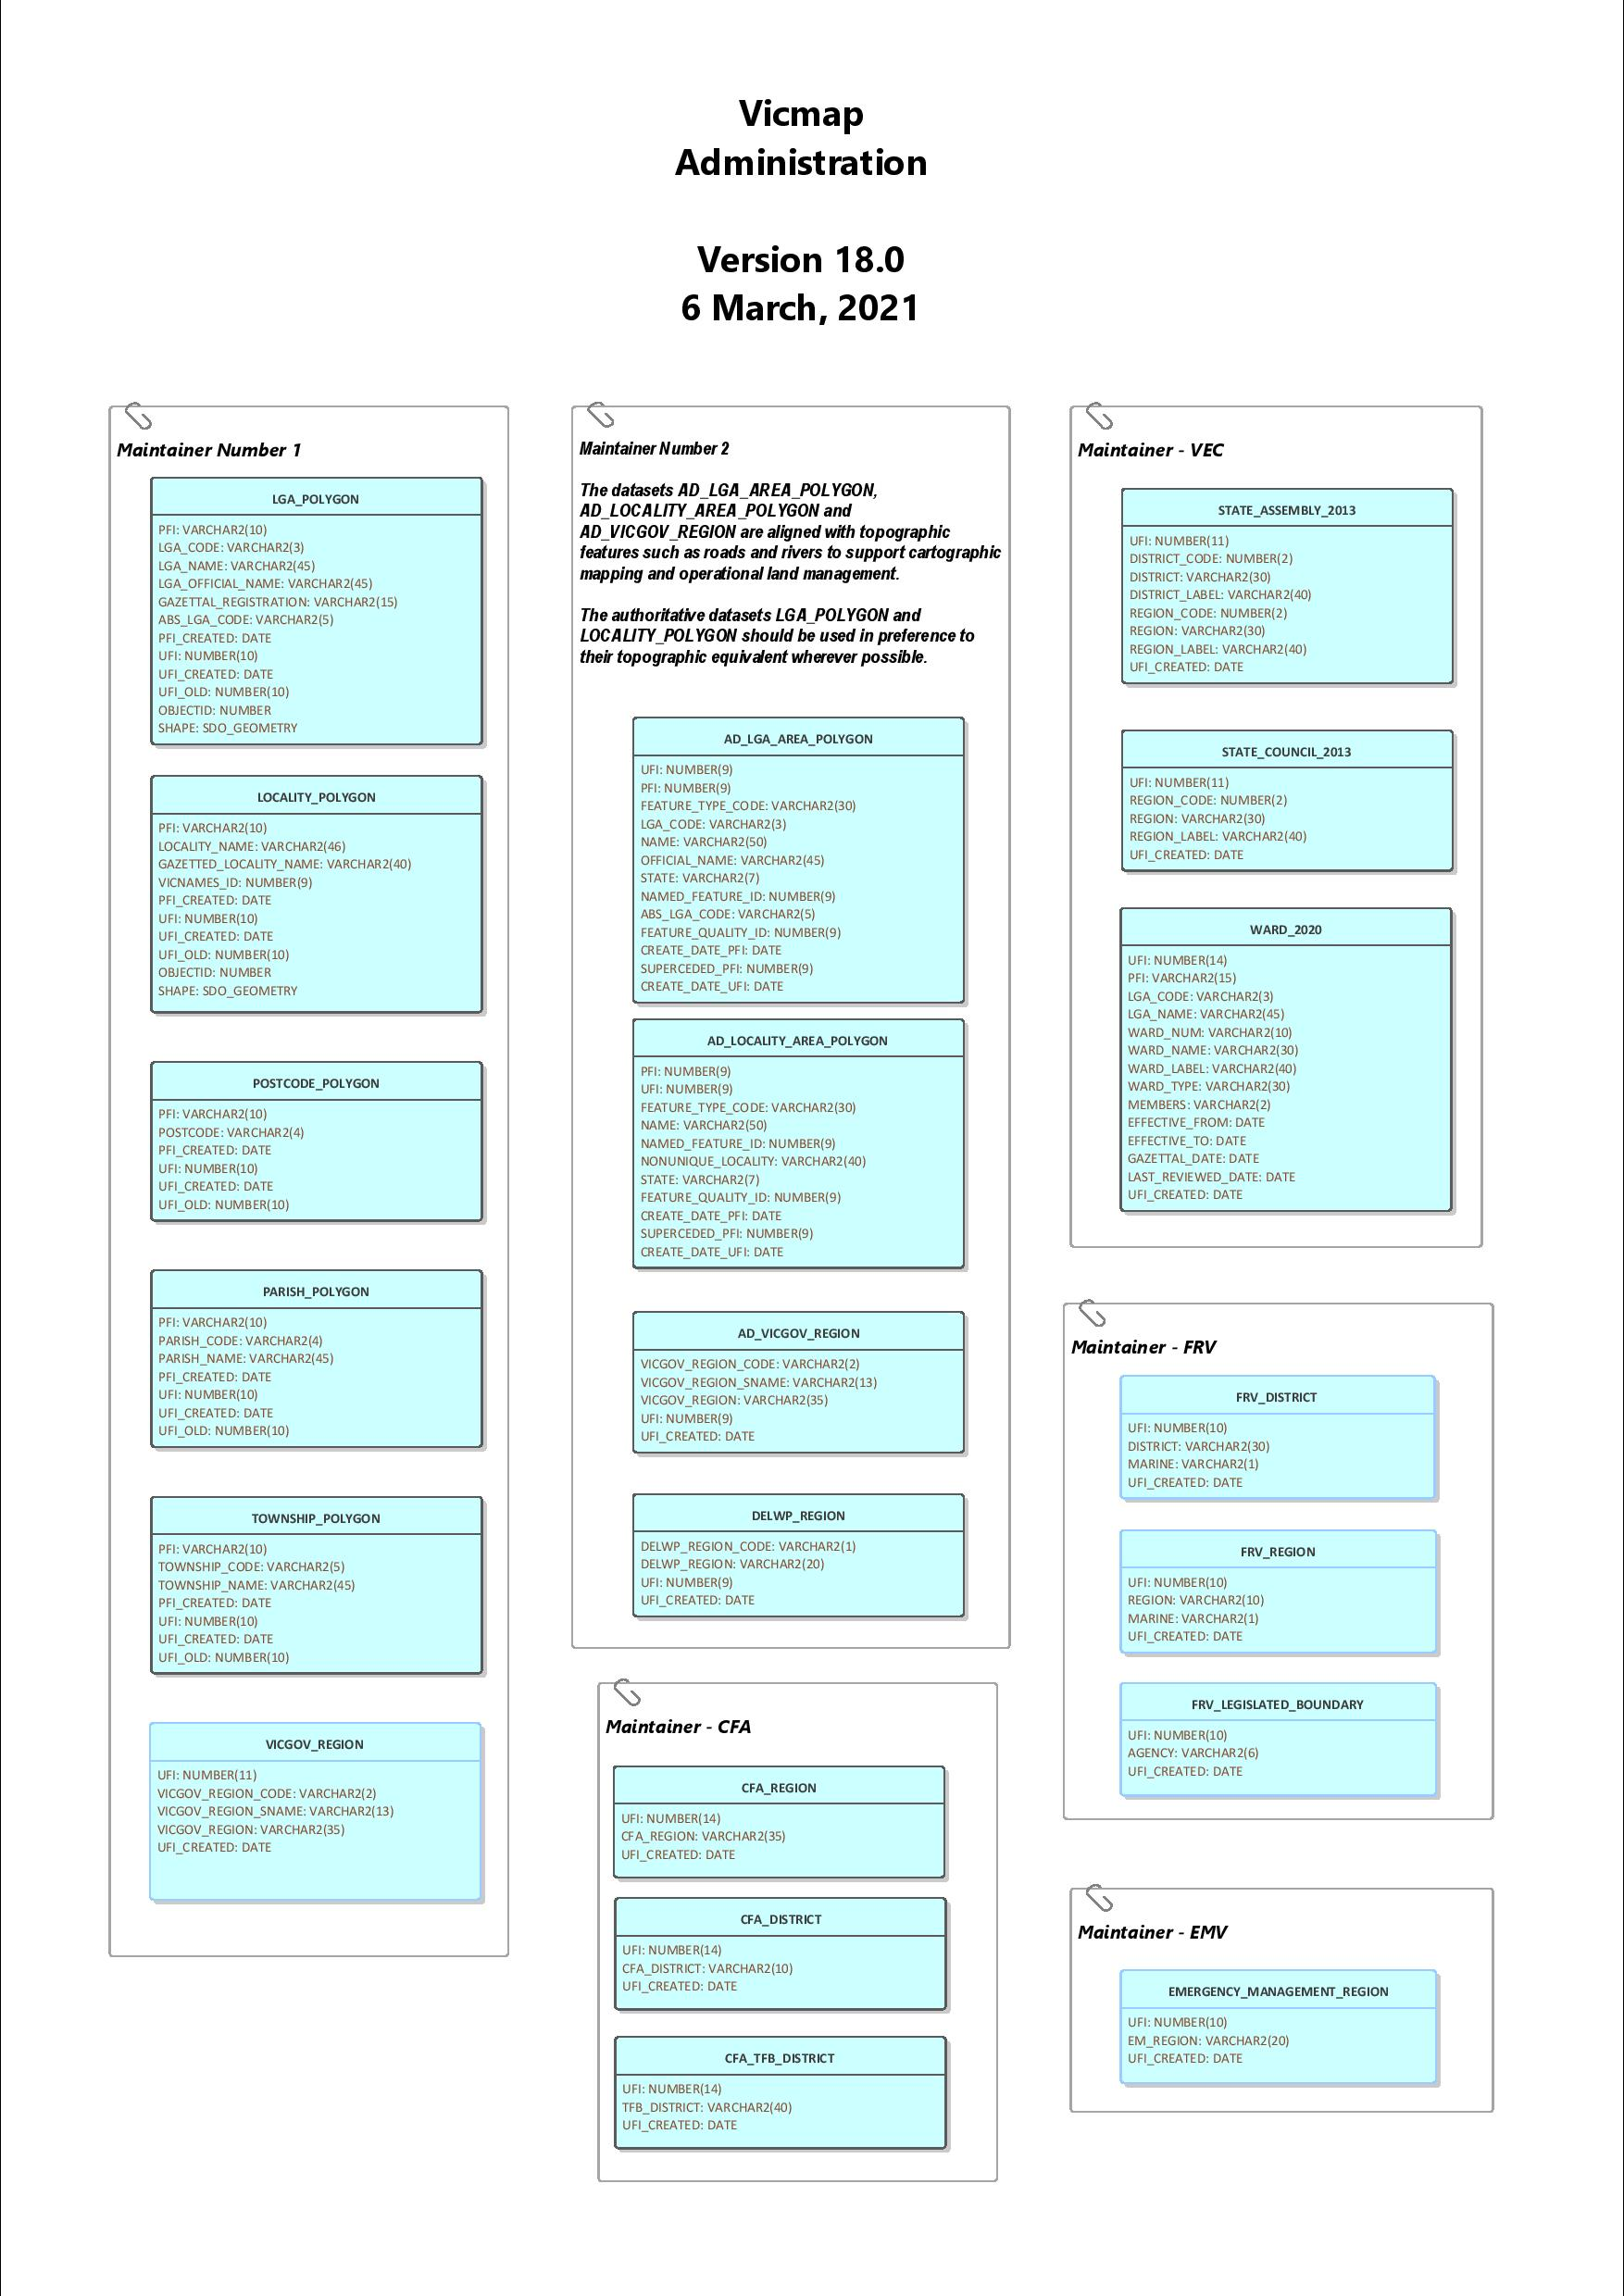 Vicmap
Administration
Version 18.0
6 March, 2021
Maintainer Number 1
LGA_POLYGON
PFI: VARCHAR2(10)
LGA_CODE: VARCHAR2(3)
LGA_NAME: VARCHAR2(45)
LGA_OFFICIAL_NAME: VARCHAR2(45)
GAZETTAL_REGISTRATION: VARCHAR2(15)
ABS_LGA_CODE: VARCHAR2(5)
PFI_CREATED: DATE
UFI: NUMBER(10)
UFI_CREATED: DATE
UFI_OLD: NUMBER(10)
OBJECTID: NUMBER
SHAPE: SDO_GEOMETRY
LOCALITY_POLYGON
PFI: VARCHAR2(10)
LOCALITY_NAME: VARCHAR2(46)
GAZETTED_LOCALITY_NAME: VARCHAR2(40)
VICNAMES_ID: NUMBER(9)
PFI_CREATED: DATE
UFI: NUMBER(10)
UFI_CREATED: DATE
UFI_OLD: NUMBER(10)
OBJECTID: NUMBER
SHAPE: SDO_GEOMETRY
POSTCODE_POLYGON
PFI: VARCHAR2(10)
POSTCODE: VARCHAR2(4)
PFI_CREATED: DATE
UFI: NUMBER(10)
UFI_CREATED: DATE
UFI_OLD: NUMBER(10)
PARISH_POLYGON
PFI: VARCHAR2(10)
PARISH_CODE: VARCHAR2(4)
PARISH_NAME: VARCHAR2(45)
PFI_CREATED: DATE
UFI: NUMBER(10)
UFI_CREATED: DATE
UFI_OLD: NUMBER(10)
TOWNSHIP_POLYGON
PFI: VARCHAR2(10)
TOWNSHIP_CODE: VARCHAR2(5)
TOWNSHIP_NAME: VARCHAR2(45)
PFI_CREATED: DATE
UFI: NUMBER(10)
UFI_CREATED: DATE
UFI_OLD: NUMBER(10)
VICGOV_REGION
UFI: NUMBER(11)
VICGOV_REGION_CODE: VARCHAR2(2)
VICGOV_REGION_SNAME: VARCHAR2(13)
VICGOV_REGION: VARCHAR2(35)
UFI_CREATED: DATE
Maintainer Number 2
The datasets AD_LGA_AREA_POLYGON,
AD_LOCALITY_AREA_POLYGON and
AD_VICGOV_REGION are aligned with topographic
features such as roads and rivers to support cartographic
mapping and operational land management.
The authoritative datasets LGA_POLYGON and
LOCALITY_POLYGON should be used in preference to
their topographic equivalent wherever possible.
AD_LGA_AREA_POLYGON
UFI: NUMBER(9)
PFI: NUMBER(9)
FEATURE_TYPE_CODE: VARCHAR2(30)
LGA_CODE: VARCHAR2(3)
NAME: VARCHAR2(50)
OFFICIAL_NAME: VARCHAR2(45)
STATE: VARCHAR2(7)
NAMED_FEATURE_ID: NUMBER(9)
ABS_LGA_CODE: VARCHAR2(5)
FEATURE_QUALITY_ID: NUMBER(9)
CREATE_DATE_PFI: DATE
SUPERCEDED_PFI: NUMBER(9)
CREATE_DATE_UFI: DATE
AD_LOCALITY_AREA_POLYGON
PFI: NUMBER(9)
UFI: NUMBER(9)
FEATURE_TYPE_CODE: VARCHAR2(30)
NAME: VARCHAR2(50)
NAMED_FEATURE_ID: NUMBER(9)
NONUNIQUE_LOCALITY: VARCHAR2(40)
STATE: VARCHAR2(7)
FEATURE_QUALITY_ID: NUMBER(9)
CREATE_DATE_PFI: DATE
SUPERCEDED_PFI: NUMBER(9)
CREATE_DATE_UFI: DATE
AD_VICGOV_REGION
VICGOV_REGION_CODE: VARCHAR2(2)
VICGOV_REGION_SNAME: VARCHAR2(13)
VICGOV_REGION: VARCHAR2(35)
UFI: NUMBER(9)
UFI_CREATED: DATE
DELWP_REGION
DELWP_REGION_CODE: VARCHAR2(1)
DELWP_REGION: VARCHAR2(20)
UFI: NUMBER(9)
UFI_CREATED: DATE
Maintainer - CFA
CFA_REGION
UFI: NUMBER(14)
CFA_REGION: VARCHAR2(35)
UFI_CREATED: DATE
CFA_DISTRICT
UFI: NUMBER(14)
CFA_DISTRICT: VARCHAR2(10)
UFI_CREATED: DATE
CFA_TFB_DISTRICT
UFI: NUMBER(14)
TFB_DISTRICT: VARCHAR2(40)
UFI_CREATED: DATE
Maintainer - VEC
STATE_ASSEMBLY_2013
UFI: NUMBER(11)
DISTRICT_CODE: NUMBER(2)
DISTRICT: VARCHAR2(30)
DISTRICT_LABEL: VARCHAR2(40)
REGION_CODE: NUMBER(2)
REGION: VARCHAR2(30)
REGION_LABEL: VARCHAR2(40)
UFI_CREATED: DATE
STATE_COUNCIL_2013
UFI: NUMBER(11)
REGION_CODE: NUMBER(2)
REGION: VARCHAR2(30)
REGION_LABEL: VARCHAR2(40)
UFI_CREATED: DATE
WARD_2020
UFI: NUMBER(14)
PFI: VARCHAR2(15)
LGA_CODE: VARCHAR2(3)
LGA_NAME: VARCHAR2(45)
WARD_NUM: VARCHAR2(10)
WARD_NAME: VARCHAR2(30)
WARD_LABEL: VARCHAR2(40)
WARD_TYPE: VARCHAR2(30)
MEMBERS: VARCHAR2(2)
EFFECTIVE_FROM: DATE
EFFECTIVE_TO: DATE
GAZETTAL_DATE: DATE
LAST_REVIEWED_DATE: DATE
UFI_CREATED: DATE
Maintainer - FRV
FRV_DISTRICT
UFI: NUMBER(10)
DISTRICT: VARCHAR2(30)
MARINE: VARCHAR2(1)
UFI_CREATED: DATE
FRV_REGION
UFI: NUMBER(10)
REGION: VARCHAR2(10)
MARINE: VARCHAR2(1)
UFI_CREATED: DATE
FRV_LEGISLATED_BOUNDARY
UFI: NUMBER(10)
AGENCY: VARCHAR2(6)
UFI_CREATED: DATE
Maintainer - EMV
EMERGENCY_MANAGEMENT_REGION
UFI: NUMBER(10)
EM_REGION: VARCHAR2(20)
UFI_CREATED: DATE